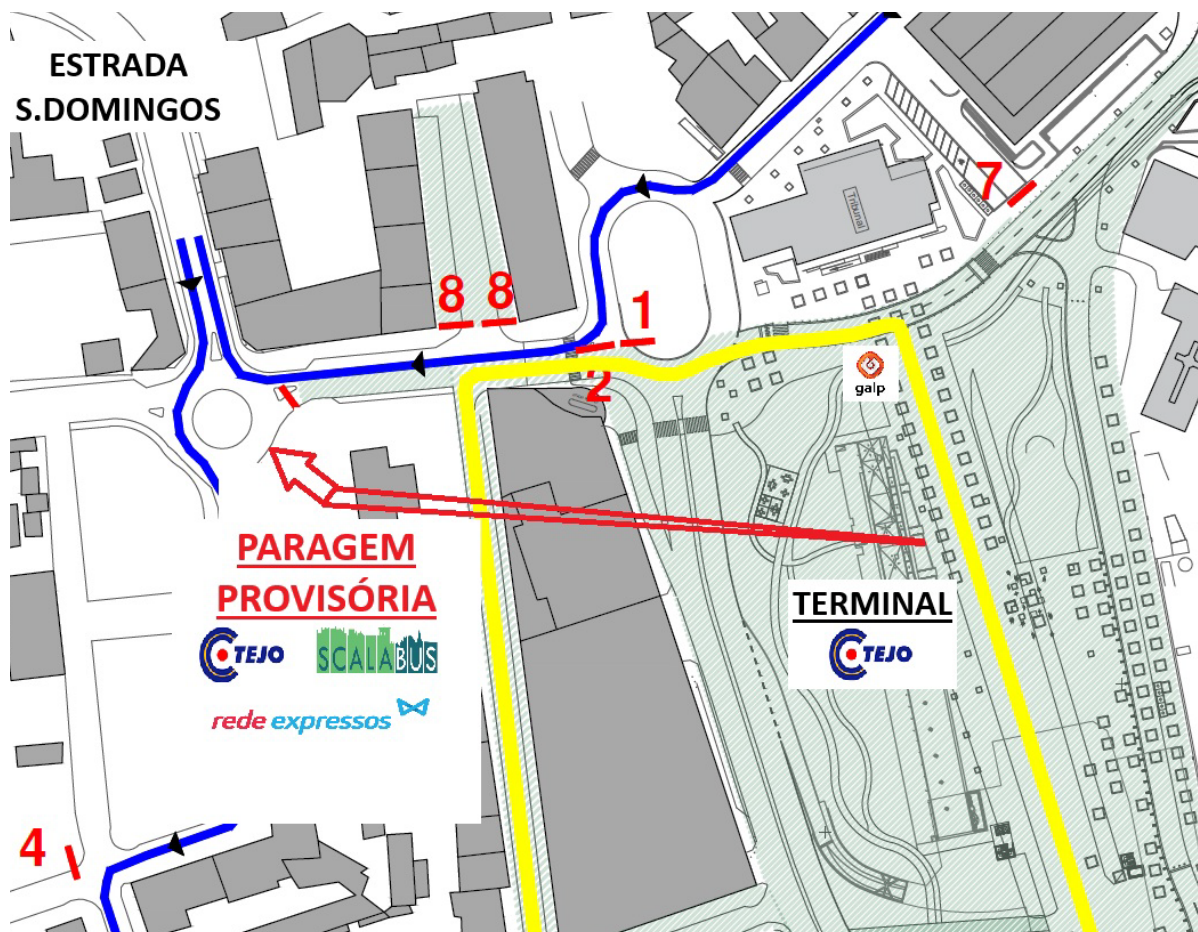 ESTRADA
S.DOMINGOS
Tribunal
7
8 8
1
2
galp
PARAGEM
PROVISÓRIA
TEJO SCALABUS
rede expressos
TERMINAL
TEJO
4